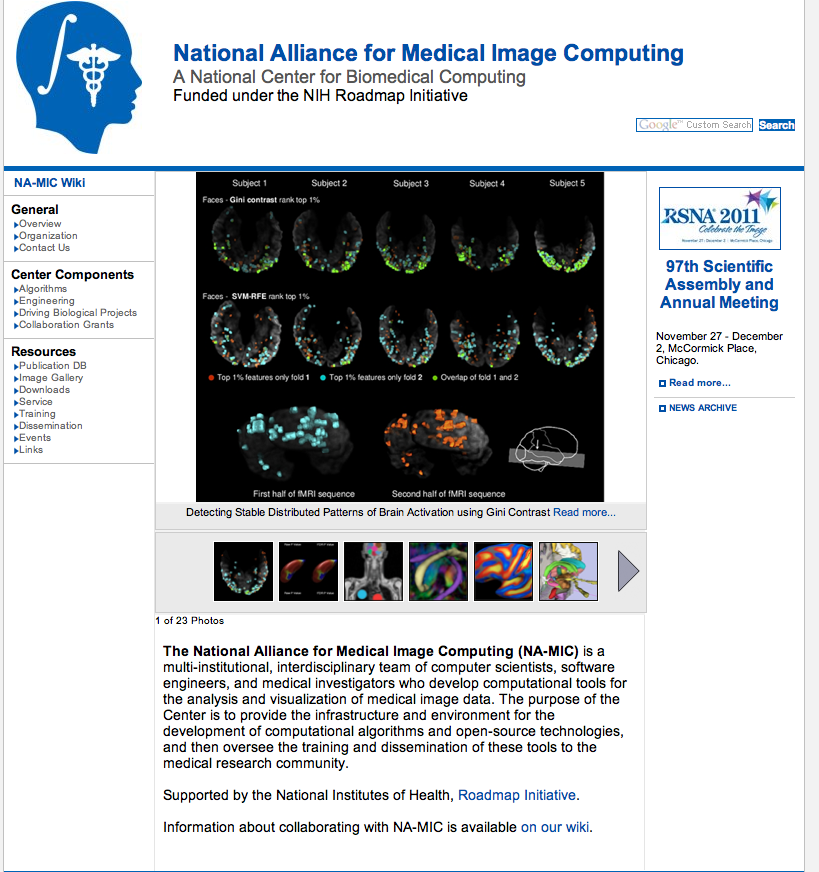 National Alliance for Medical Image Computing
A National Center for Biomedical Computing
Funded under the NIH Roadmap Initiative
Google™ Custom Search
Search
NA-MIC Wiki
General
Overview
Organization
Contact Us
Center Components
Algorithms
Engineering
Driving Biological Projects
Collaboration Grants
Resources
Publication DB
Image Gallery
Downloads
Service
Training
Dissemination
Events
Links
Subject 1 Subject 2 Subject 3 Subject 4 Subject 5
Faces - Gini contrast rank top 1%
Faces - SVM-RFE rank top 1%
Top 1% features only fold 1 Top 1% features only fold 2 Overlap of fold 1 and 2
First half of fMRI sequence Second half of fMRI sequence
Detecting Stable Distributed Patterns of Brain Activation using Gini Contrast Read more...
1 of 23 Photos
The National Alliance for Medical Image Computing (NA-MIC) is a
multi-institutional, interdisciplinary team of computer scientists, software
engineers, and medical investigators who develop computational tools for
the analysis and visualization of medical image data. The purpose of the
Center is to provide the infrastructure and environment for the
development of computational algorithms and open-source technologies,
and then oversee the training and dissemination of these tools to the
medical research community.
Supported by the National Institutes of Health, Roadmap Initiative.
Information about collaborating with NA-MIC is available on our wiki.
RSNA® 2011
Celebrate the Image
November 27 - December 2 | McCormick Place, Chicago
97th Scientific
Assembly and
Annual Meeting
November 27 - December
2, McCormick Place,
Chicago.
Read more...
NEWS ARCHIVE